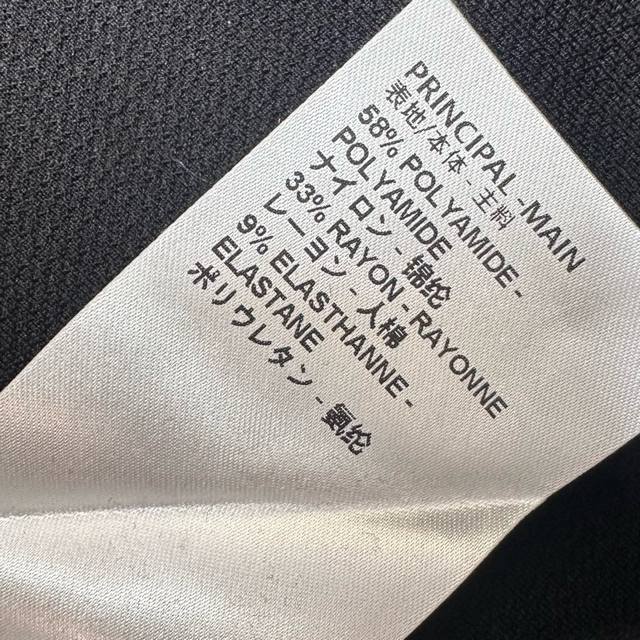 PRINCIPAL -MAIN
表地/本体 - 主料
58% POLYAMIDE -
POLYAMIDE
ナイロン - 锦纶
33% RAYON - RAYONNE
レーヨン - 人棉
9% ELASTHANNE -
ELASTANE
ポリウレタン - 氨纶